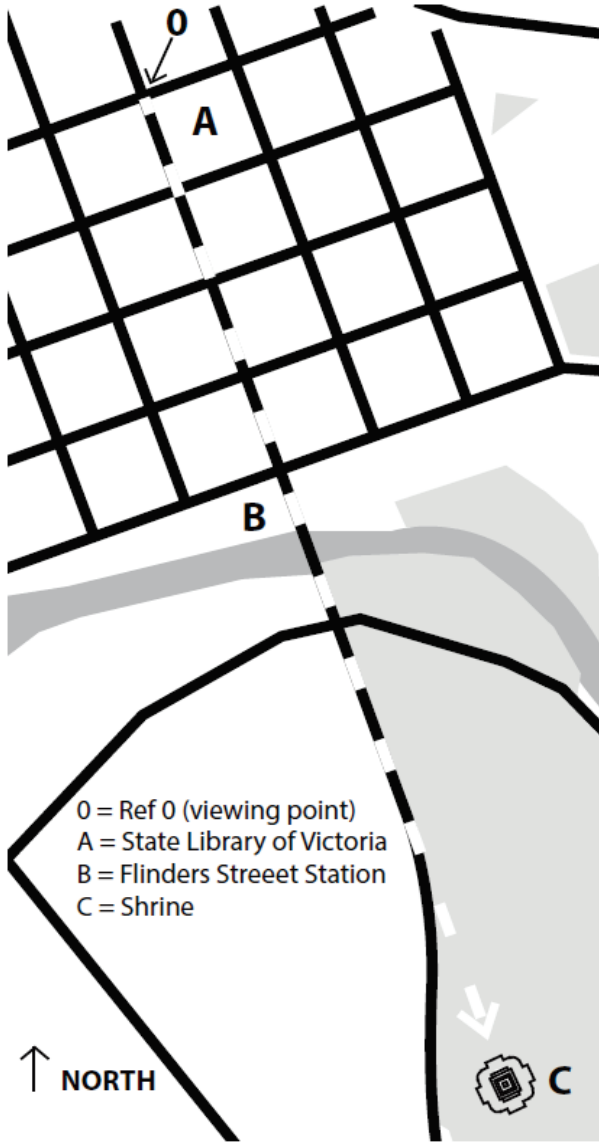 0
A
B
0 = Ref 0 (viewing point)
A = State Library of Victoria
B = Flinders Streeet Station
C = Shrine
NORTH
C